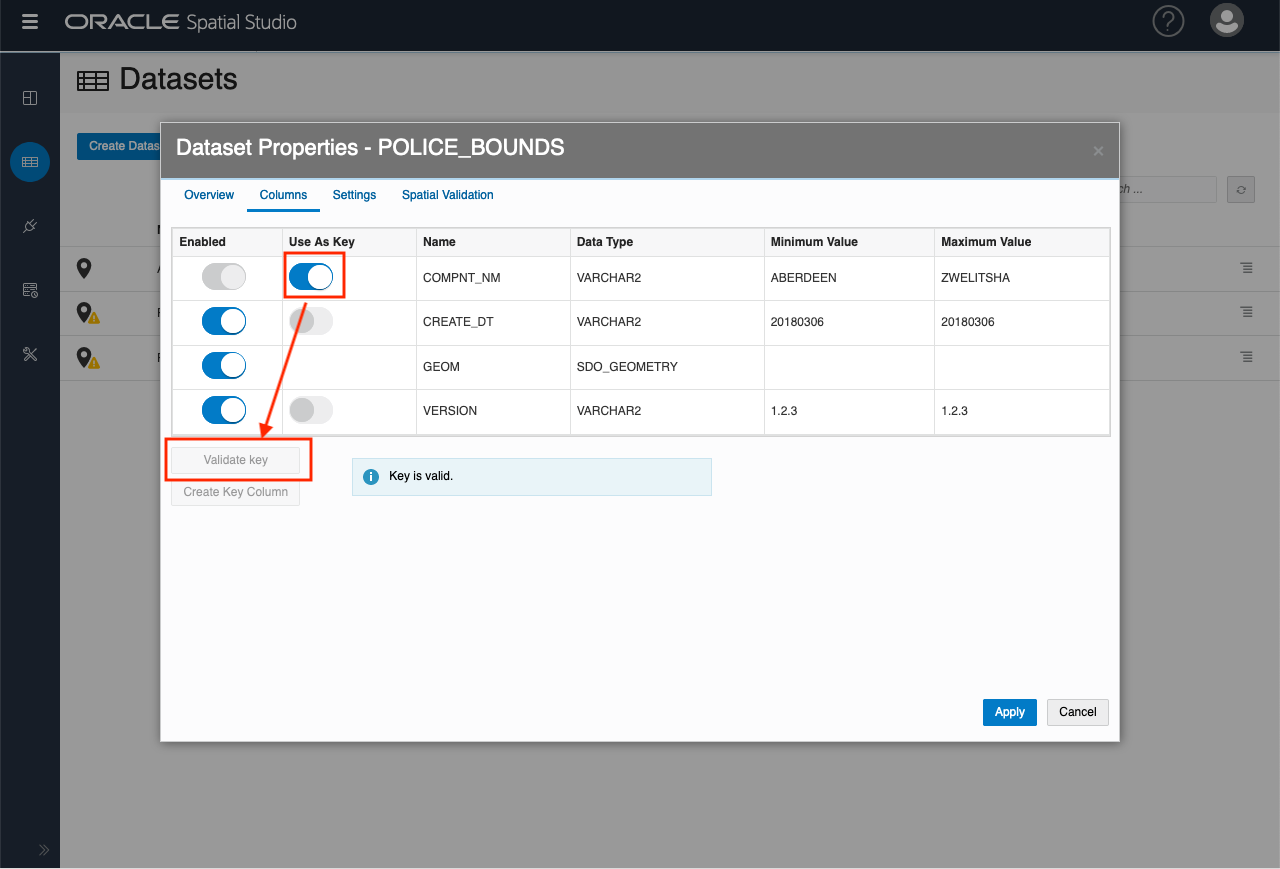 ORACLE Spatial Studio
Datasets
Create Datas
Dataset Properties - POLICE_BOUNDS
Overview Columns Settings Spatial Validation
ch ...
Enabled Use As Key Name Data Type Minimum Value Maximum Value
COMPNT_NM VARCHAR2 ABERDEEN ZWELITSHA
CREATE_DT VARCHAR2 20180306 20180306
GEOM SDO_GEOMETRY
VERSION VARCHAR2 1.2.3 1.2.3
Validate key
Key is valid.
Create Key Column
Apply Cancel